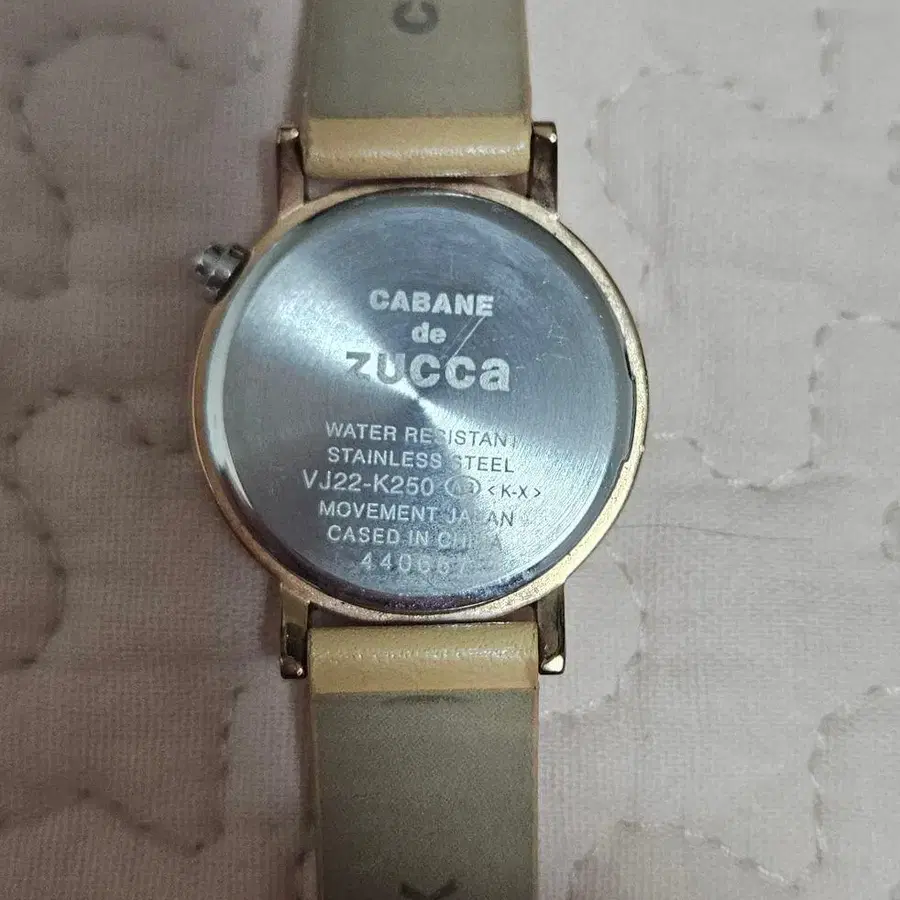 C
CABANE
de
zucca
WATER RESISTANT
STAINLESS STEEL
VJ22-K250 <K-X>
MOVEMENT JAPAN
CASED IN CHINA
K